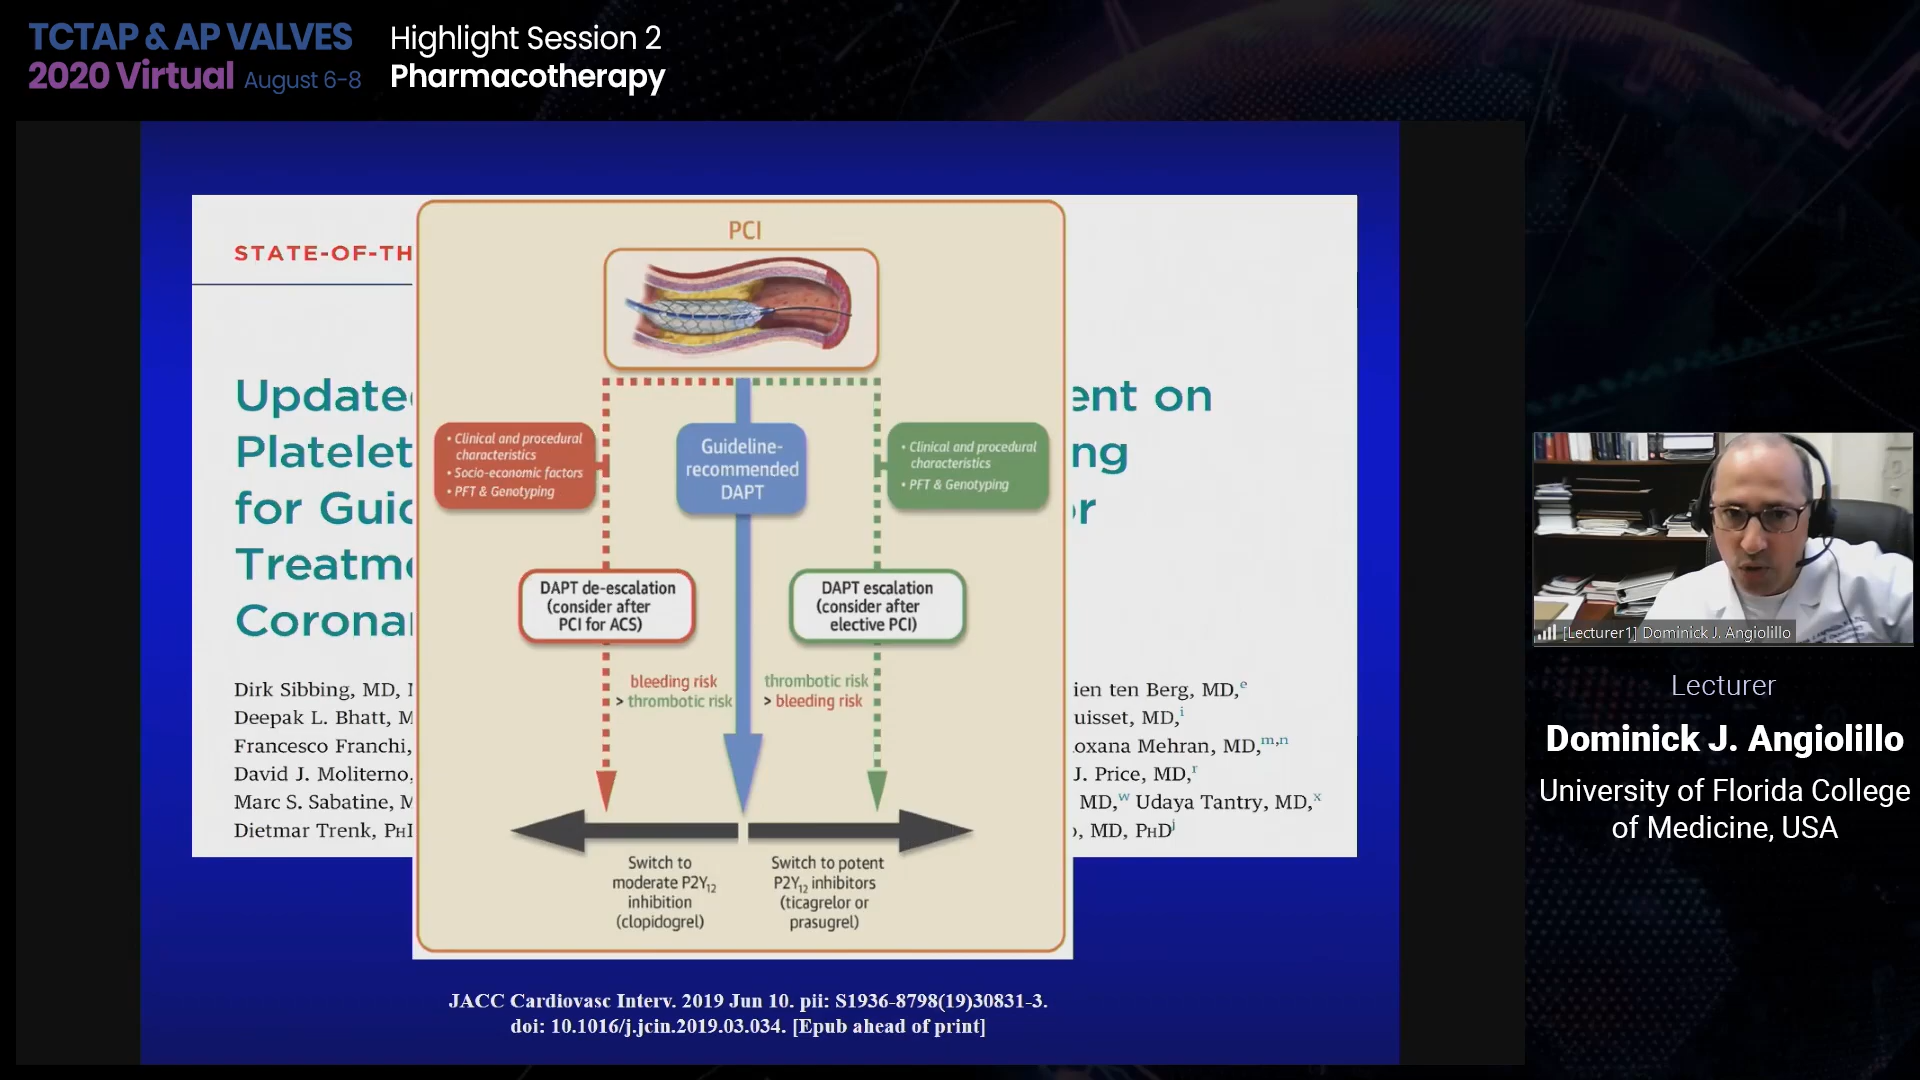 TCTAP & AP VALVES
2020 Virtual August 6-8
Highlight Session 2
Pharmacotherapy
STATE-OF-TH
Update
ent on
Platelet
ng
for Guid
or
Treatme
Corona
Dirk Sibbing, MD,
ien ten Berg, MD,e
Deepak L. Bhatt, M
uisset, MD,i
Francesco Franchi,
oxana Mehran, MD,m,n
David J. Moliterno,
J. Price, MD,r
Marc S. Sabatine, M
MD,w Udaya Tantry, MD,x
Dietmar Trenk, PHD
, MD, PHDj
PCI
• Clinical and procedural
characteristics
• Socio-economic factors
• PFT & Genotyping
Guideline-
recommended
DAPT
• Clinical and procedural
characteristics
• PFT & Genotyping
DAPT de-escalation
(consider after
PCI for ACS)
DAPT escalation
(consider after
elective PCI)
bleeding risk
> thrombotic risk
thrombotic risk
> bleeding risk
Switch to
moderate P2Y12
inhibition
(clopidogrel)
Switch to potent
P2Y12 inhibitors
(ticagrelor or
prasugrel)
JACC Cardiovasc Interv. 2019 Jun 10. pii: S1936-8798(19)30831-3.
doi: 10.1016/j.jcin.2019.03.034. [Epub ahead of print]
[Lecturer1] Dominick J. Angiolillo
Lecturer
Dominick J. Angiolillo
University of Florida College
of Medicine, USA